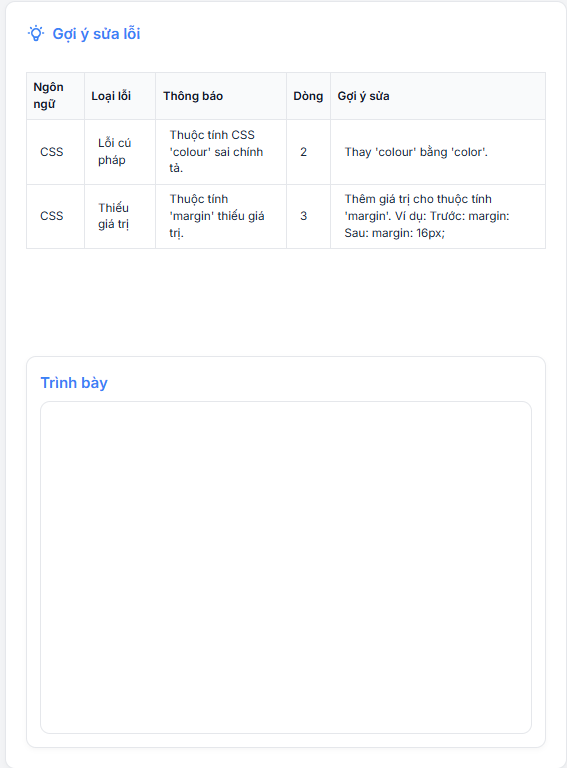 Gợi ý sửa lỗi
Ngôn
ngữ
Loại lỗi
Thông báo
Dòng
Gợi ý sửa
CSS
Lỗi cú
pháp
Thuộc tính CSS
'colour' sai chính
tả.
2
Thay 'colour' bằng 'color'.
CSS
Thiếu
giá trị
Thuộc tính
'margin' thiếu giá
trị.
3
Thêm giá trị cho thuộc tính
'margin'. Ví dụ: Trước: margin:
Sau: margin: 16px;
Trình bày